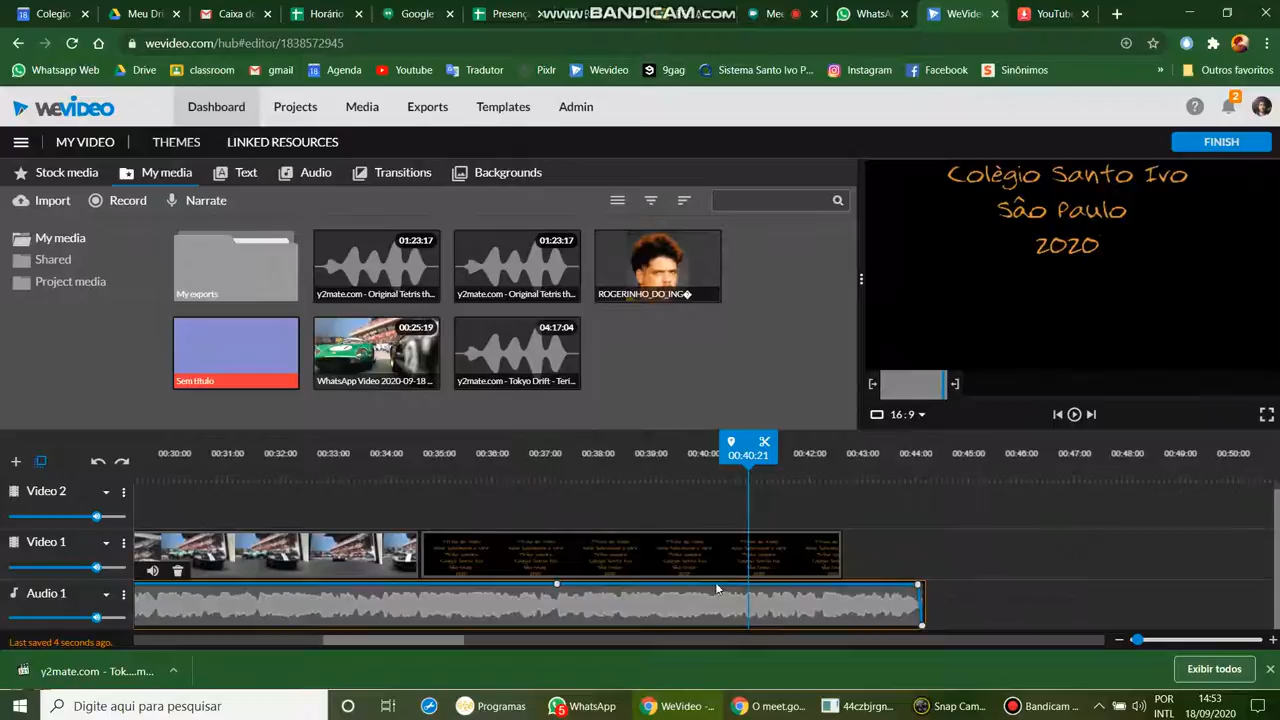 Colegio
Meu Dri
Caixa de
Horário
Google
Presenç
WWW.BANDICAM.COM
Mee
WhatsA
WeVide
YouTube
wevideo.com/hub#editor/1838572945
Whatsapp Web
Drive
classroom
gmail
18 Agenda
Youtube
Tradutor
Pixlr
Wevideo
9gag
Sistema Santo Ivo P...
Instagram
Facebook
Sinônimos
»
Outros favoritos
WEVIDEO
Dashboard
Projects
Media
Exports
Templates
Admin
2
MY VIDEO
THEMES
LINKED RESOURCES
FINISH
Stock media
My media
Text
Audio
Transitions
Backgrounds
Import
Record
Narrate
My media
Shared
Project media
My exports
01:23:17
y2mate.com - Original Tetris th...
01:23:17
y2mate.com - Original Tetris th...
ROGERINHO_DO_ING�
Sem título
00:25:19
WhatsApp Video 2020-09-18 ...
04:17:04
y2mate.com - Tokyo Drift - Teri...
Colègio Santo Ivo
Sâo Paulo
2020
16:9
00:40:21
00:30:00
00:31:00
00:32:00
00:33:00
00:34:00
00:35:00
00:36:00
00:37:00
00:38:00
00:39:00
00:40:0
00:42:00
00:43:00
00:44:00
00:45:00
00:46:00
00:47:00
00:48:00
00:49:00
00:50:00
Video 2
Video 1
Audio 1
Last saved 4 seconds ago.
y2mate.com - Tok....m...
Exibir todos
Digite aqui para pesquisar
Programas
5
WhatsApp
WeVideo -...
O meet.go...
44czbjrgn...
Snap Cam...
Bandicam ...
POR
INTL
14:53
18/09/2020